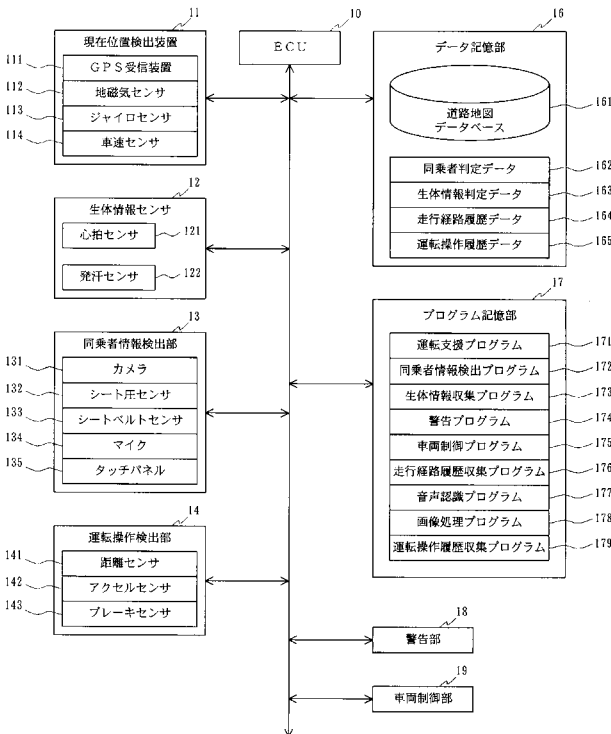 11
現在位置検出装置
111
GPS受信装置
112
地磁気センサ
113
ジャイロセンサ
114
車速センサ
10
ECU
12
生体情報センサ
心拍センサ
121
発汗センサ
122
13
同乗者情報検出部
131
カメラ
132
シート圧センサ
133
シートベルトセンサ
134
マイク
135
タッチパネル
14
運転操作検出部
141
距離センサ
142
アクセルセンサ
143
ブレーキセンサ
16
データ記憶部
道路地図
データベース
161
同乗者判定データ
162
生体情報判定データ
163
走行経路履歴データ
164
運転操作履歴データ
165
17
プログラム記憶部
運転支援プログラム
171
同乗者情報検出プログラム
172
生体情報収集プログラム
173
警告プログラム
174
車両制御プログラム
175
走行経路履歴収集プログラム
176
音声認識プログラム
177
画像処理プログラム
178
運転操作履歴収集プログラム
179
18
警告部
19
車両制御部